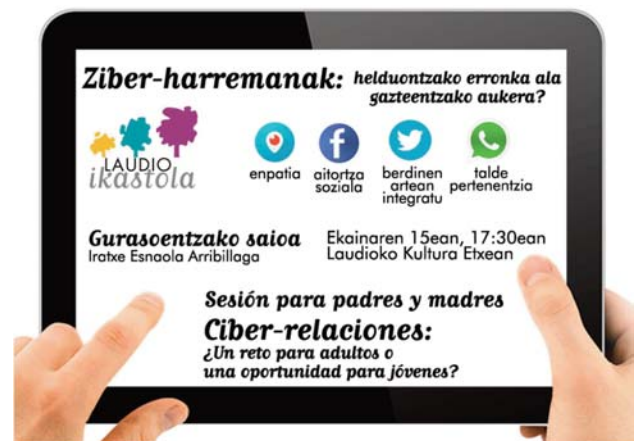 Ziber-harremanak: helduontzako erronka ala
gazteentzako aukera?
LAUDIO
ikastola
enpatia
aitortza
soziala
berdinen
artean
integratu
talde
pertenentzia
Gurasoentzako saioa
Iratxe Esnaola Arribillaga
Ekainaren 15ean, 17:30ean
Laudioko Kultura Etxean
Sesión para padres y madres
Ciber-relaciones:
¿Un reto para adultos o
una oportunidad para jóvenes?